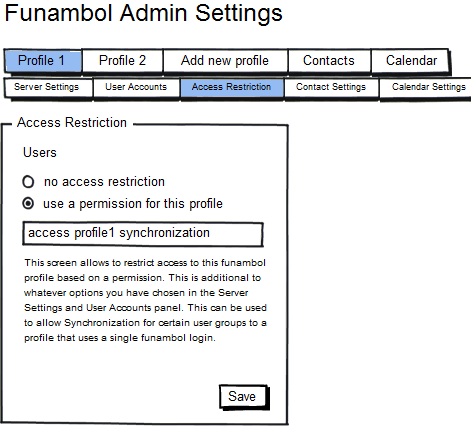 Funambol Admin Settings
Profile 1 Profile 2 Add new profile Contacts Calendar
Server Settings User Accounts Access Restriction Contact Settings Calendar Settings
Access Restriction
Users
no access restriction
use a permission for this profile
access profile1 synchronization
This screen allows to restrict access to this funambol
profile based on a permission. This is additional to
whatever options you have chosen in the Server
Settings and User Accounts panel. This can be used
to allow Synchronization for certain user groups to a
profile that uses a single funambol login.
Save